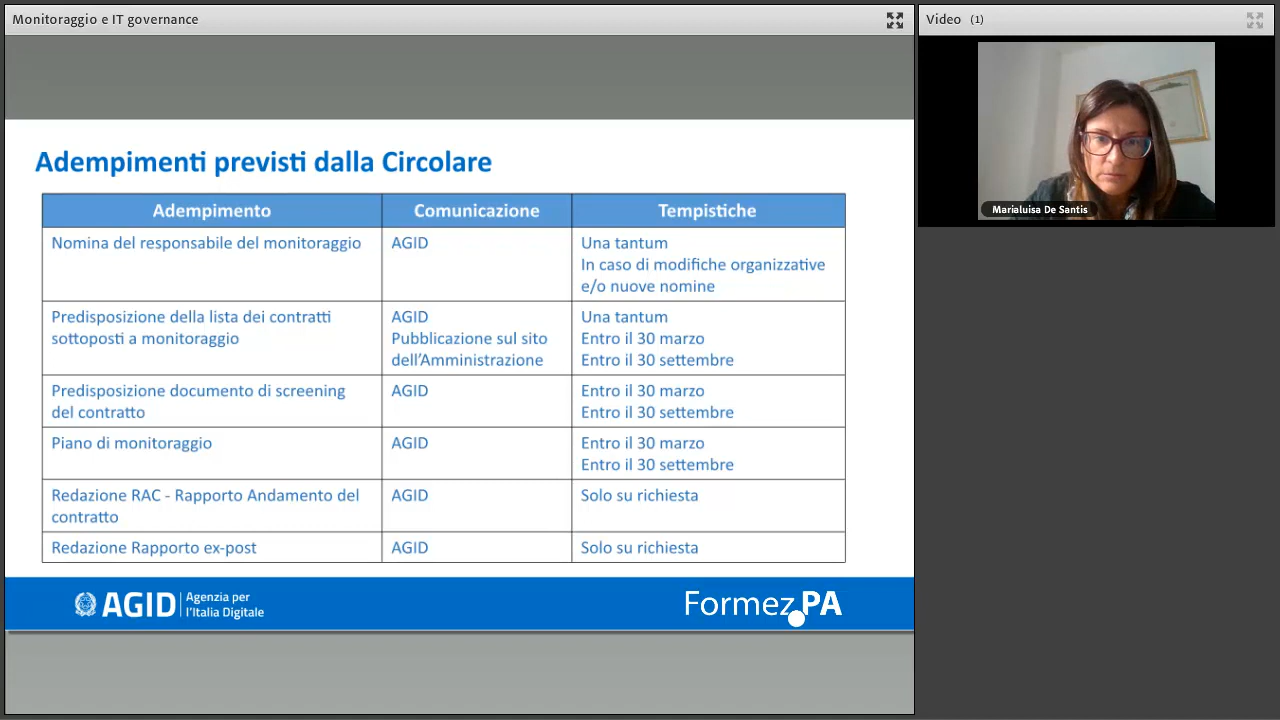 Monitoraggio e IT governance
Video (1)
Marialuisa De Santis
Adempimenti previsti dalla Circolare
Adempimento
Comunicazione
Tempistiche
Nomina del responsabile del monitoraggio
AGID
Una tantum
In caso di modifiche organizzative
e/o nuove nomine
Predisposizione della lista dei contratti
sottoposti a monitoraggio
AGID
Pubblicazione sul sito
dell'Amministrazione
Una tantum
Entro il 30 marzo
Entro il 30 settembre
Predisposizione documento di screening
del contratto
AGID
Entro il 30 marzo
Entro il 30 settembre
Piano di monitoraggio
AGID
Entro il 30 marzo
Entro il 30 settembre
Redazione RAC - Rapporto Andamento del
contratto
AGID
Solo su richiesta
Redazione Rapporto ex-post
AGID
Solo su richiesta
AGID
Agenzia per
l'Italia Digitale
Formez PA